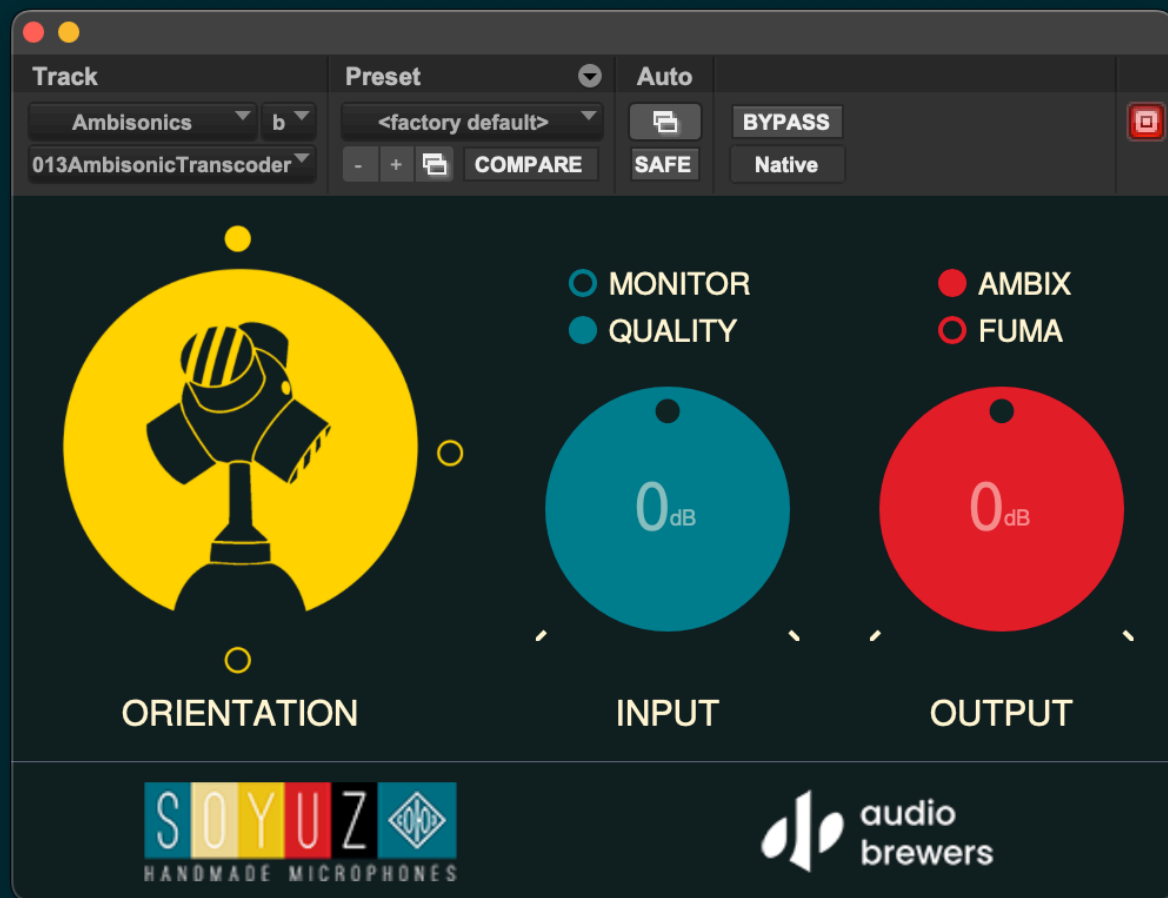 Track
Preset
Auto
Ambisonics
b
<factory default>
BYPASS
013AmbisonicTranscoder
-
+
COMPARE
SAFE
Native
MONITOR
QUALITY
AMBIX
FUMA
0dB
0dB
ORIENTATION
INPUT
OUTPUT
SOYUZ
HANDMADE MICROPHONES
audio
brewers